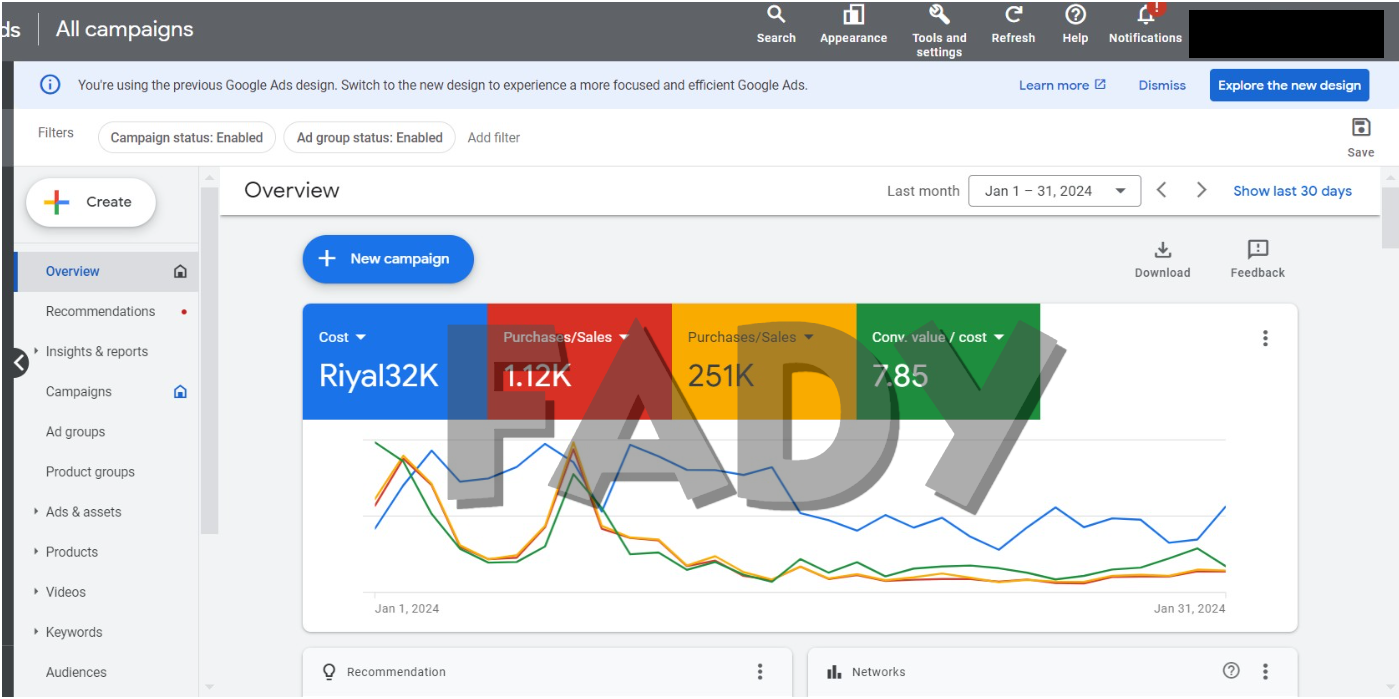 ds
All campaigns
Search
Appearance
Tools and
settings
Refresh
Help
!
Notifications
You're using the previous Google Ads design. Switch to the new design to experience a more focused and efficient Google Ads.
Learn more
Dismiss
Explore the new design
Filters
Campaign status: Enabled
Ad group status: Enabled
Add filter
Save
Create
Overview
Last month
Jan 1 – 31, 2024
Show last 30 days
Overview
Recommendations
Insights & reports
Campaigns
Ad groups
Product groups
Ads & assets
Products
Videos
Keywords
Audiences
New campaign
Download
Feedback
Cost
Riyal32K
Purchases/Sales
1.12K
Purchases/Sales
251K
Conv. value / cost
7.85
FADY
Jan 1, 2024
Jan 31, 2024
Recommendation
Networks